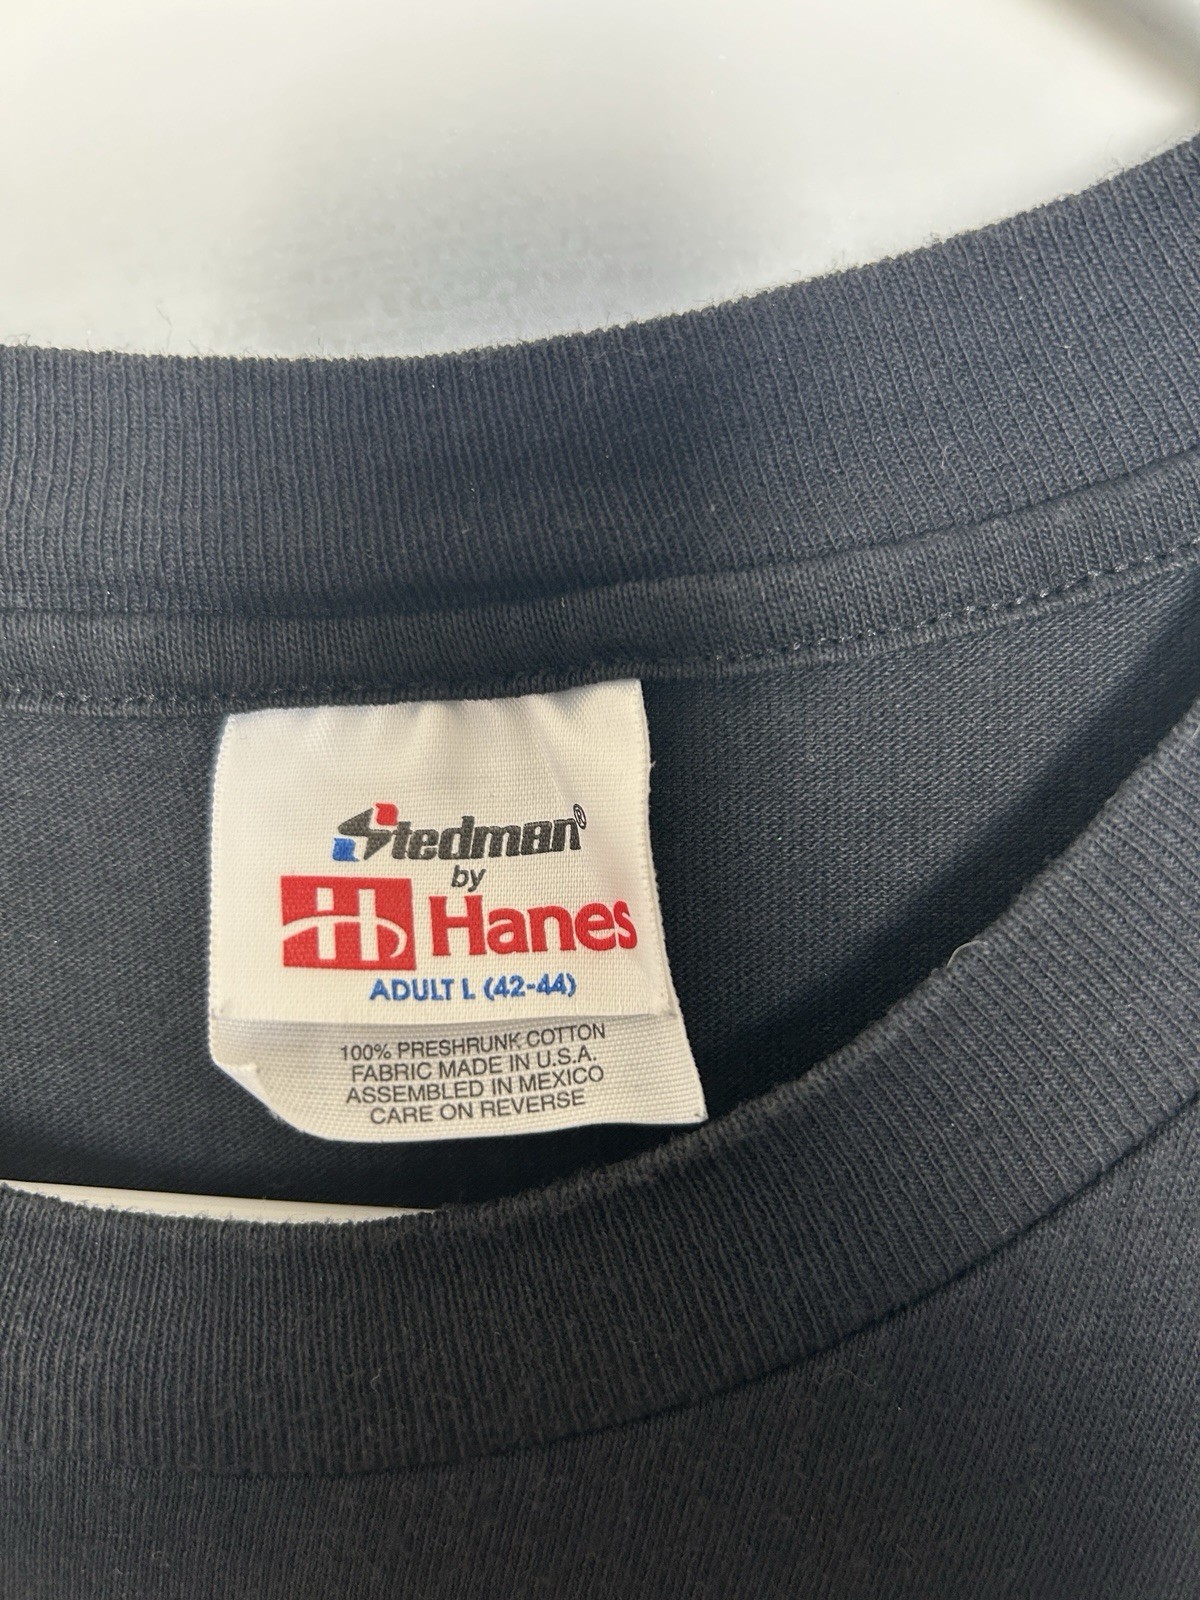 Stedman®
by
H Hanes
ADULT L (42-44)
100% PRESHRUNK COTTON
FABRIC MADE IN U.S.A.
ASSEMBLED IN MEXICO
CARE ON REVERSE